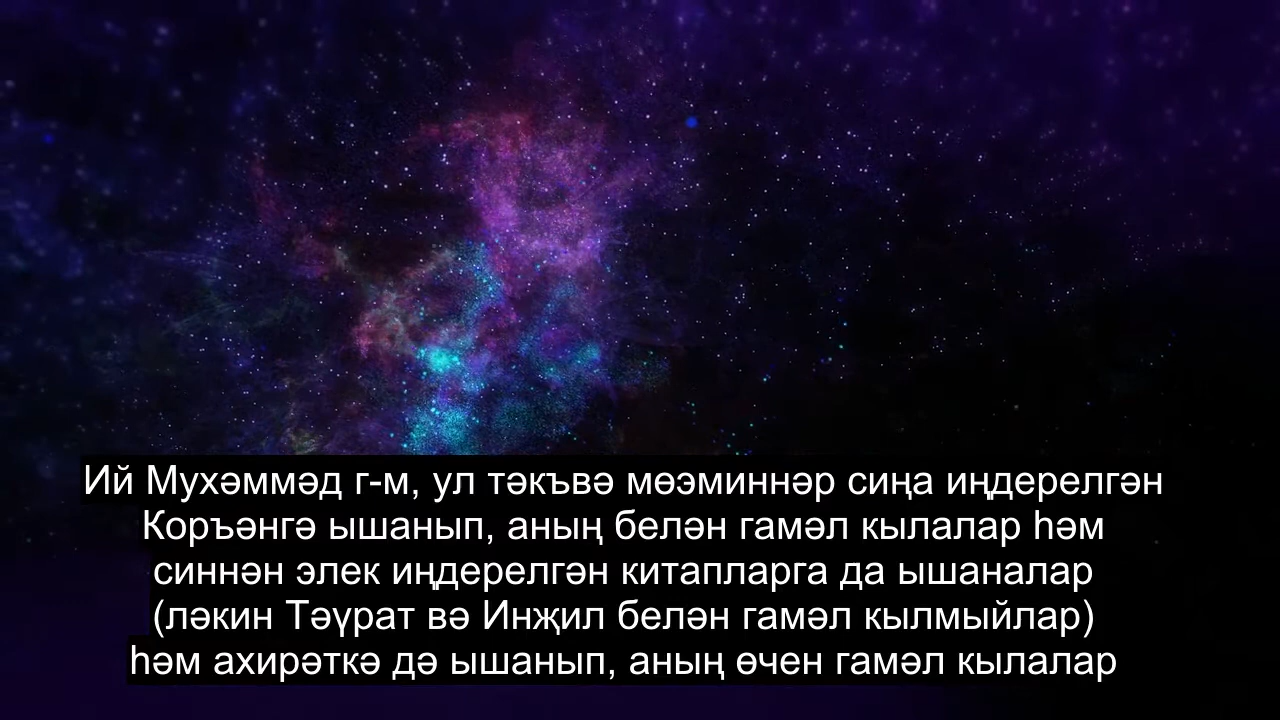 Ий Мухәммәд г-м, ул тәкъвә мөэминнәр сиңа иңдерелгән
Коръәнгә ышанып, аның белән гамәл кылалар һәм
синнән элек иңдерелгән китапларга да ышаналар
(ләкин Тәүрат вә Инҗил белән гамәл кылмыйлар)
һәм ахирәткә дә ышанып, аның өчен гамәл кылалар